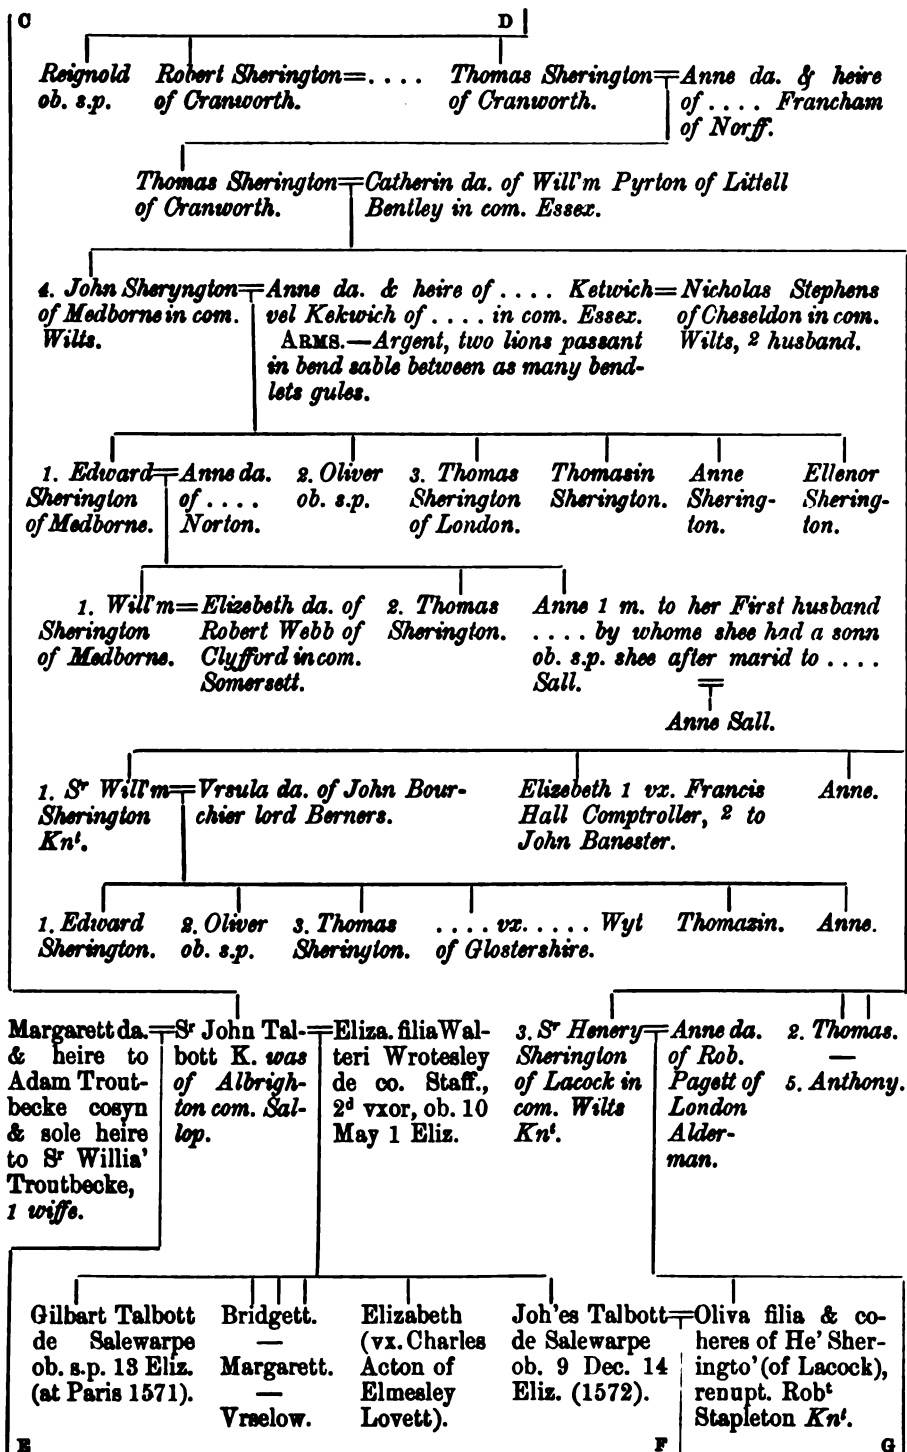 C D
Reignold Robert Sherington=.... Thomas Sherington=Anne da. & heire
ob. s.p. of Cranworth. of Cranworth. of .... Francham
of Norff.
Thomas Sherington=Catherin da. of Will'm Pyrton of Littell
of Cranworth. Bentley in com. Essex.
4. John Sheryngton=Anne da. & heire of .... Ketwich=Nicholas Stephens
of Medborne in com. vel Kekwich of .... in com. Essex. of Cheseldon in com.
Wilts. ARMS.—Argent, two lions passant Wilts, 2 husband.
in bend sable between as many bend-
lets gules.
1. Edward=Anne da. 2. Oliver 3. Thomas Thomasin Anne Ellenor
Sherington of .... ob. s.p. Sherington Sherington. Shering- Shering-
of Medborne. Norton. of London. ton. ton.
1. Will'm=Elizebeth da. of 2. Thomas Anne 1 m. to her First husband
Sherington Robert Webb of Sherington. .... by whome shee had a sonn
of Medborne. Clyfford in com. ob. s.p. shee after marid to ....
Somersett. Sall.
Anne Sall.
1. Sr Will'm=Vrsula da. of John Bour- Elizebeth 1 vx. Francis Anne.
Sherington chier lord Berners. Hall Comptroller, 2 to
Knt. John Banester.
1. Edward 2. Oliver 3. Thomas .... vx..... Wyt Thomazin. Anne.
Sherington. ob. s.p. Sherington. of Glostershire.
Margarett da.=Sr John Tal-=Eliza. filia Wal- 3. Sr Henery=Anne da. 2. Thomas.
& heire to bott K. was teri Wrotesley Sherington of Rob. —
Adam Trout- of Albrigh- de co. Staff., of Lacock in Pagett of 5. Anthony.
becke cosyn ton com. Sal- 2d vxor, ob. 10 com. Wilts London
& sole heire lop. May 1 Eliz. Knt. Alder-
to Sr Willia' man.
Troutbecke,
1 wiffe.
Gilbart Talbott Bridgett. Elizabeth Joh'es Talbott=Oliva filia & co-
de Salewarpe — (vx. Charles de Salewarpe heres of He' Sher-
ob. s.p. 13 Eliz. Margarett. Acton of ob. 9 Dec. 14 ingto' (of Lacock),
(at Paris 1571). — Elmesley Eliz. (1572). renupt. Robt
Vrselow. Lovett). Stapleton Knt.
E F G